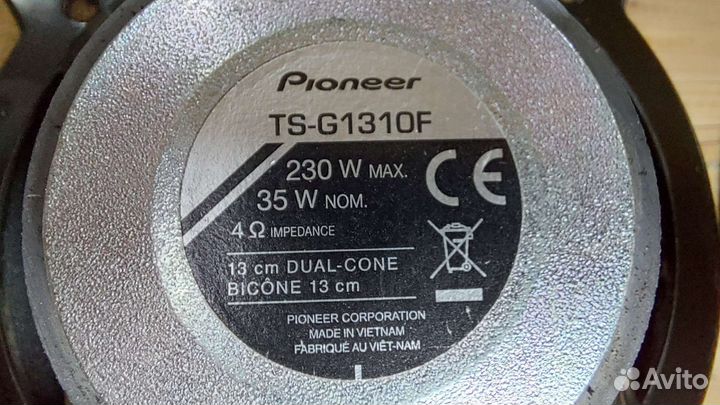 Pioneer
TS-G1310F
230 W MAX.
35 W NOM.
4 Ω IMPEDANCE
CE
13 cm DUAL-CONE
BICÔNE 13 cm
PIONEER CORPORATION
MADE IN VIETNAM
FABRIQUÉ AU VIÊT-NAM
Avito